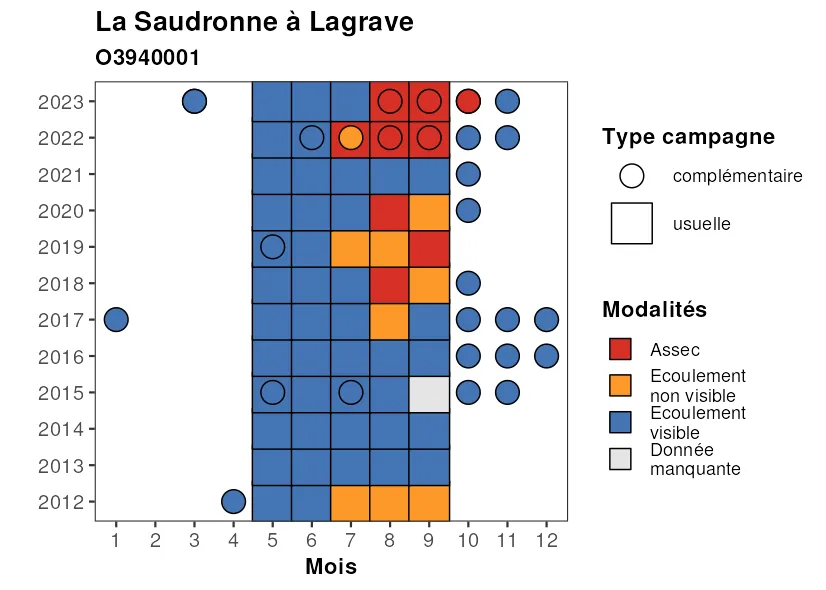 La Saudronne à Lagrave
O3940001
2023
2022
2021
2020
2019
2018
2017
2016
2015
2014
2013
2012
1 2 3 4 5 6 7 8 9 10 11 12
Mois
Type campagne
complémentaire
usuelle
Modalités
Assec
Ecoulement
non visible
Ecoulement
visible
Donnée
manquante